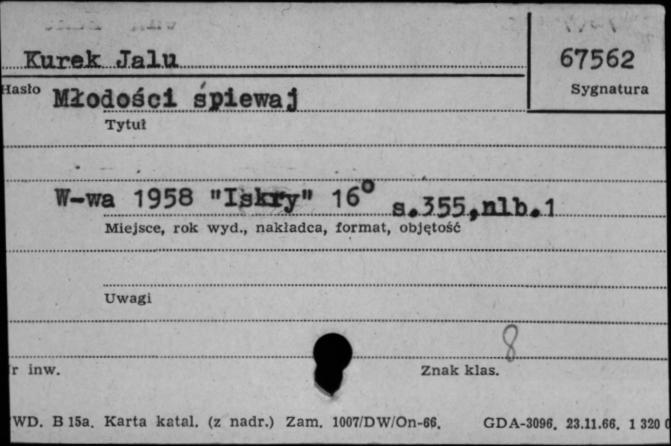 Kurek Jalu
67562
Hasło
Sygnatura
Młodości śpiewaj
Tytuł
W-wa 1958 "Iskry" 16° s.355,nlb.1
Miejsce, rok wyd., nakładca, format, objętość
Uwagi
8
r inw.
Znak klas.
WD. B 15a. Karta katal. (z nadr.) Zam. 1007/DW/On-66. GDA-3096. 23.11.66. 1 320